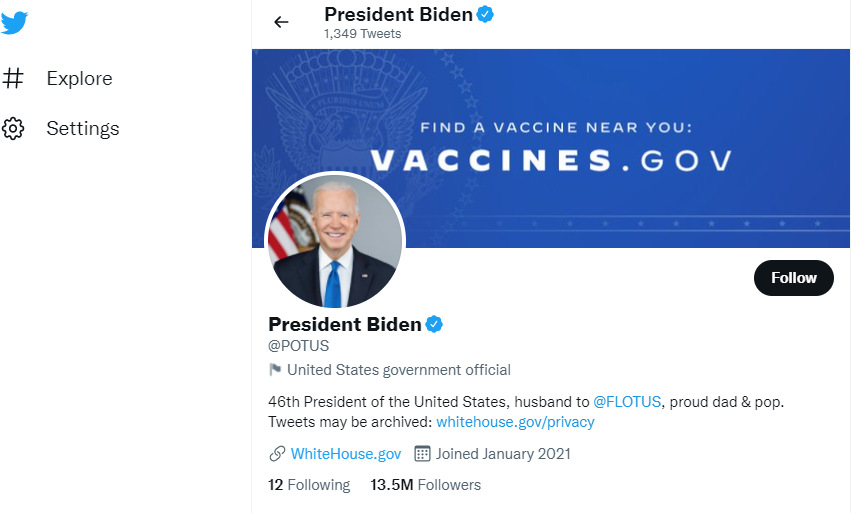 President Biden
1,349 Tweets
Explore
Settings
E PLURIBUS UNUM
FIND A VACCINE NEAR YOU:
VACCINES.GOV
Follow
President Biden
@POTUS
United States government official
46th President of the United States, husband to @FLOTUS, proud dad & pop.
Tweets may be archived: whitehouse.gov/privacy
WhiteHouse.gov Joined January 2021
12 Following 13.5M Followers